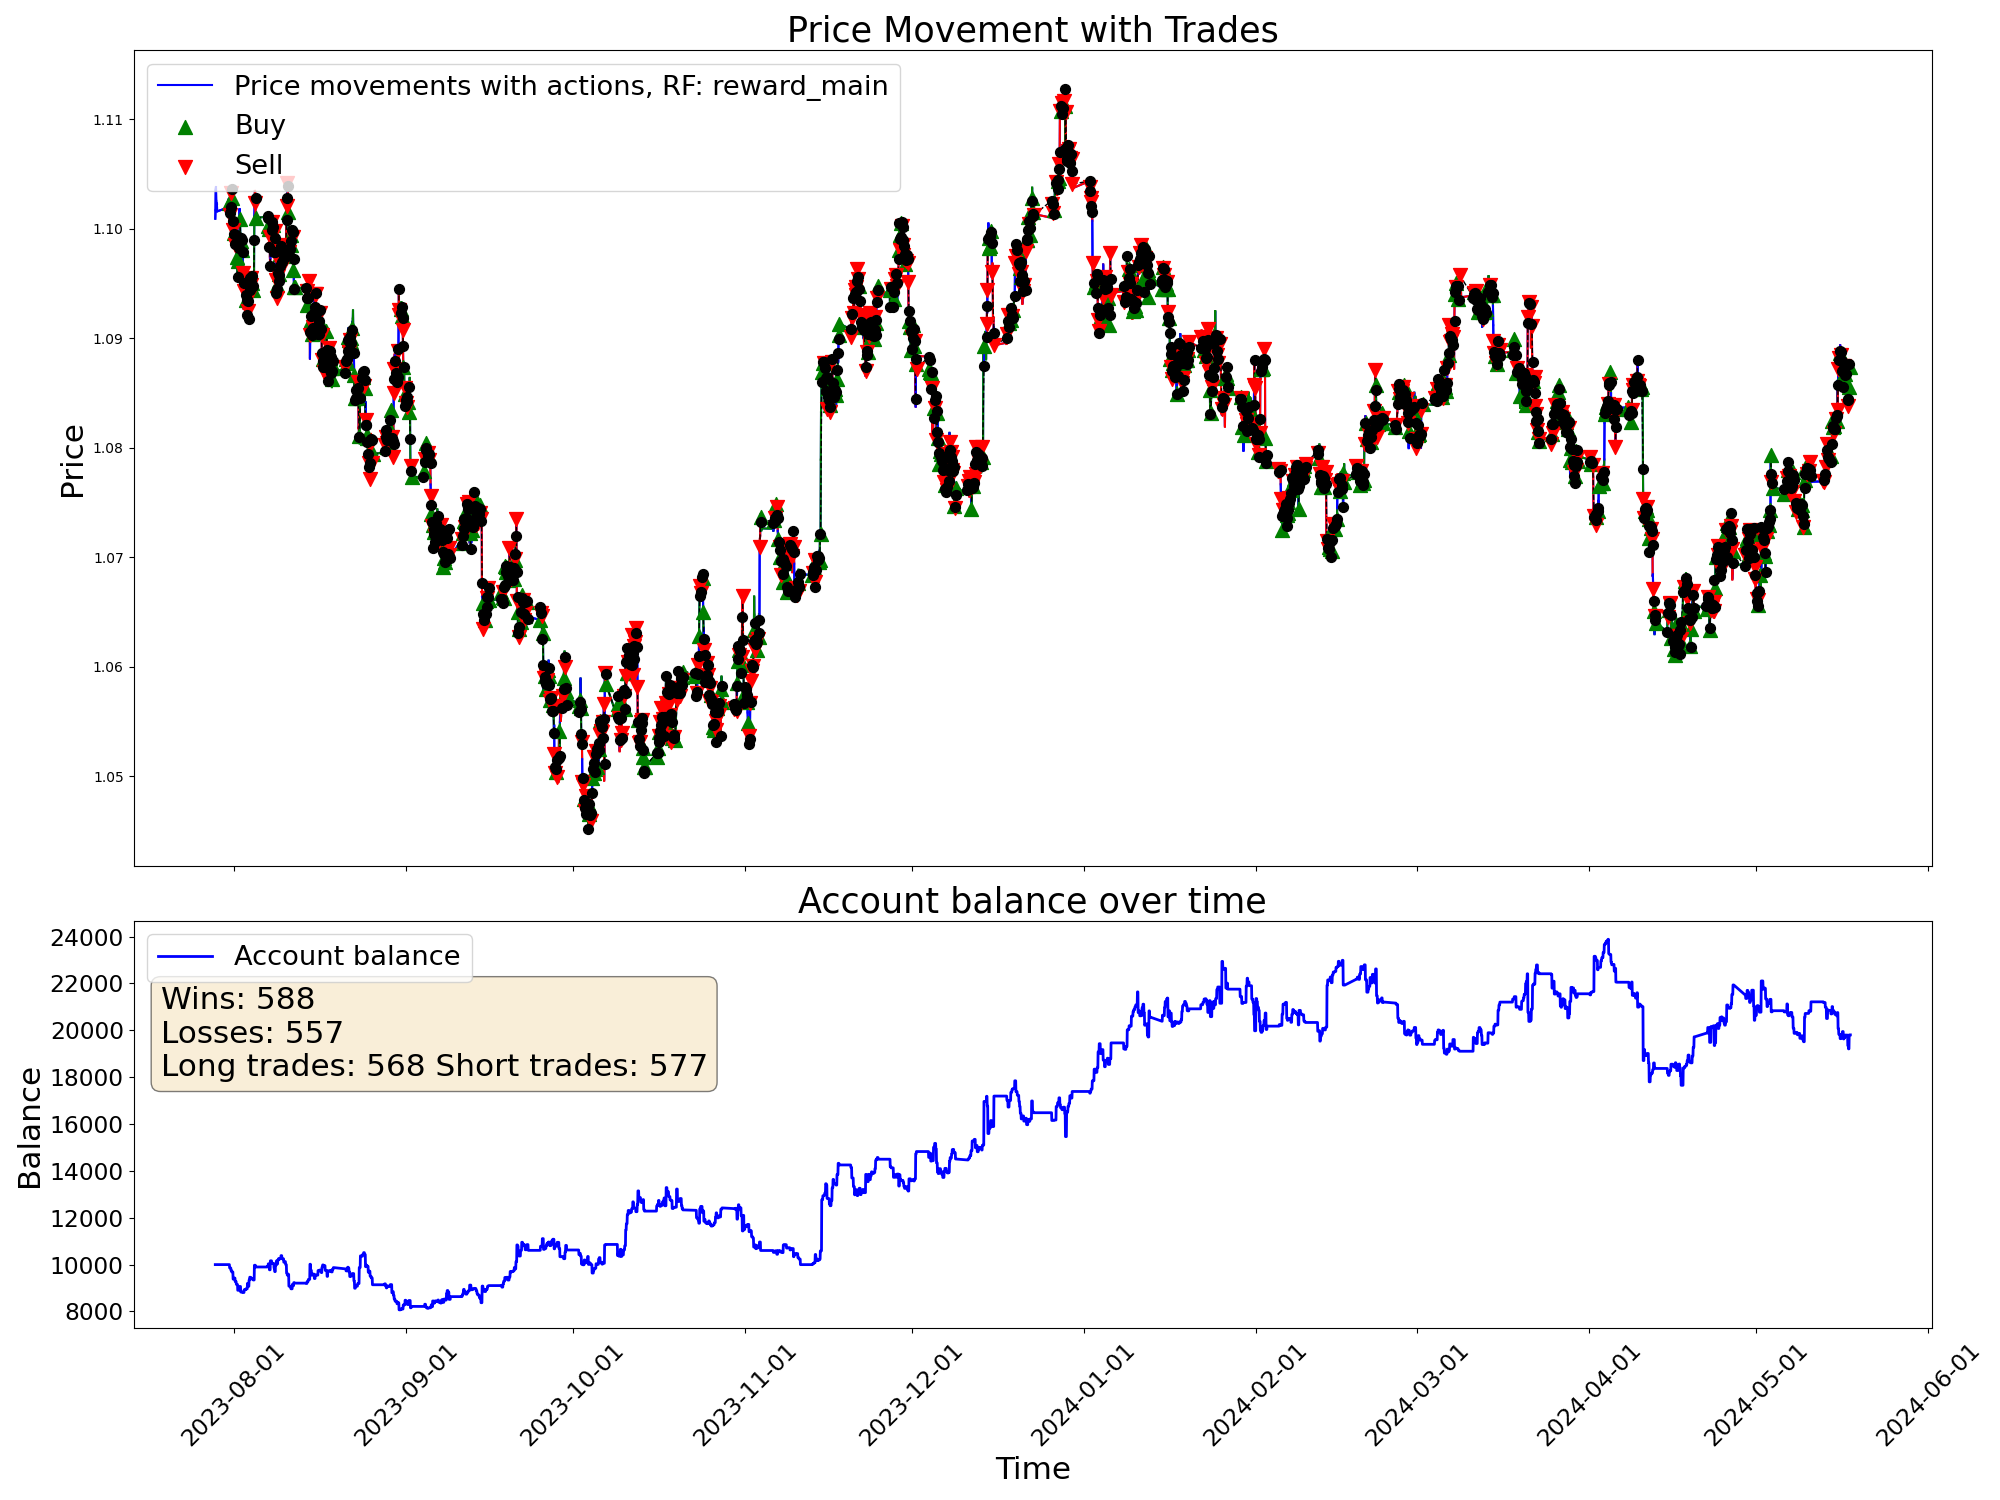 Price Movement with Trades
Price movements with actions, RF: reward_main
Buy
Sell
Price
1.11
1.10
1.09
1.08
1.07
1.06
1.05
Account balance over time
Account balance
Wins: 588
Losses: 557
Long trades: 568 Short trades: 577
Balance
24000
22000
20000
18000
16000
14000
12000
10000
8000
2023-08-01
2023-09-01
2023-10-01
2023-11-01
2023-12-01
2024-01-01
2024-02-01
2024-03-01
2024-04-01
2024-05-01
2024-06-01
Time